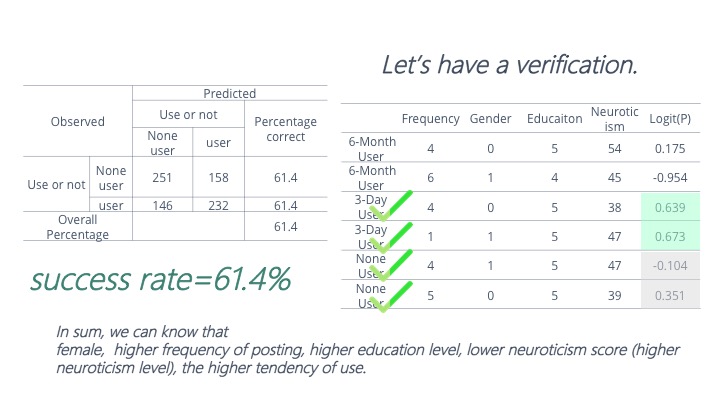 Let's have a verification.
Predicted
Observed
Use or not
Percentage
correct
None
user
user
Use or not
None
user
251
158
61.4
user
146
232
61.4
Overall
Percentage
61.4
success rate=61.4%
Frequency Gender Educaiton Neurotic
ism Logit(P)
6-Month
User 4 0 5 54 0.175
6-Month
User 6 1 4 45 -0.954
3-Day
User 4 0 5 38 0.639
3-Day
User 1 1 5 47 0.673
None
User 4 1 5 47 -0.104
None
User 5 0 5 39 0.351
In sum, we can know that
female, higher frequency of posting, higher education level, lower neuroticism score (higher
neuroticism level), the higher tendency of use.